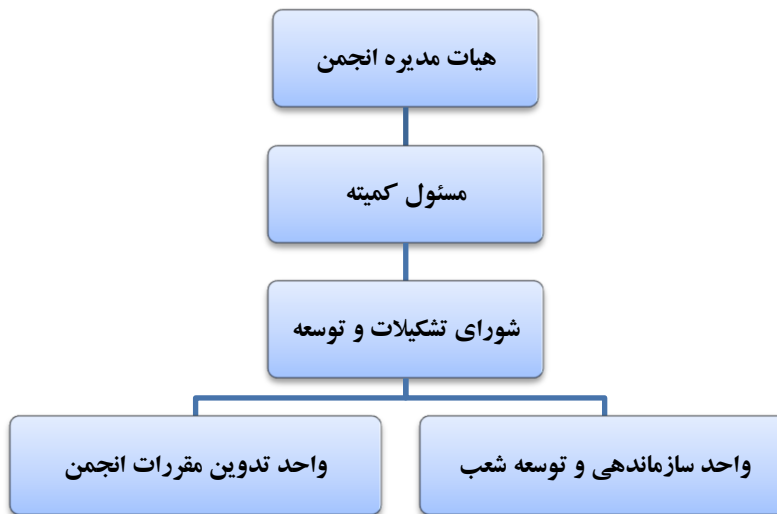 هیات مدیره انجمن
مسئول کمیته
شورای تشکیلات و توسعه
واحد سازماندهی و توسعه شعب
واحد تدوین مقررات انجمن